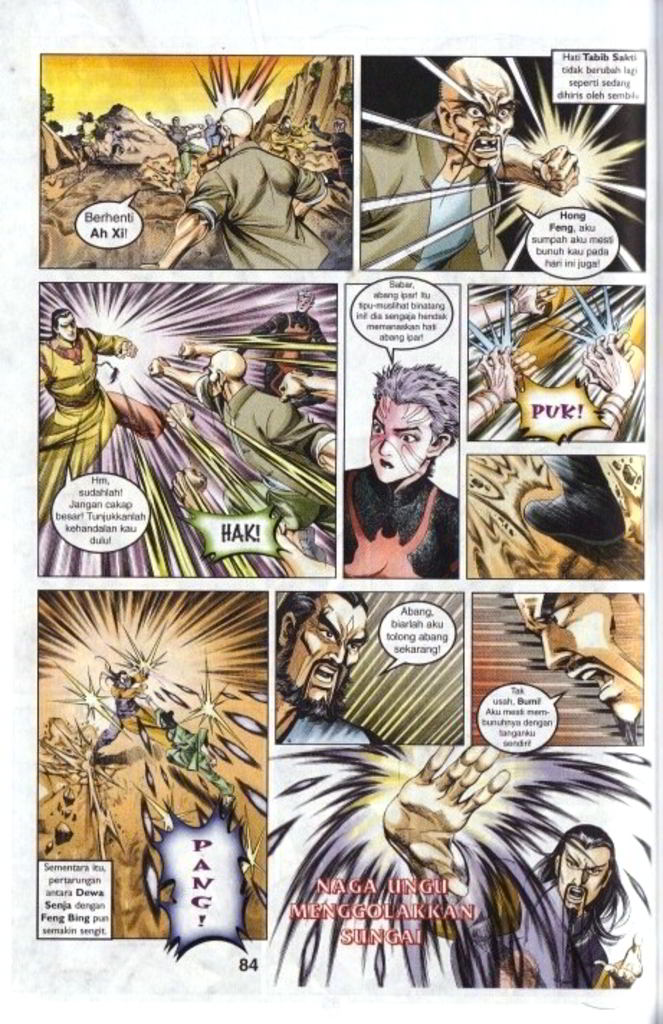 Berhenti
Ah Xi!
Hati Tabib Sakti
tidak berubah lagi
seperti sedang
dihiris oleh sembilu
Hong
Feng, aku
sumpah aku mesti
bunuh kau pada
hari ini juga!
Hm,
sudahlah!
Jangan cakap
besar! Tunjukkanlah
kehandalan kau
dulu!
HAK!
Sabar,
abang ipar! Itu
tipu-muslihat binatang
ini! dia sengaja hendak
memanaskan hati
abang ipar!
PUK!
Sementara itu,
pertarungan
antara Dewa
Senja dengan
Feng Bing pun
semakin sengit.
PANG!
Abang,
biarlah aku
tolong abang
sekarang!
Tak
usah, Bumi!
Aku mesti mem-
bunuhnya dengan
tanganku
sendiri!
NAGA UNGU
MENGGOLAKKAN
SUNGAI
84